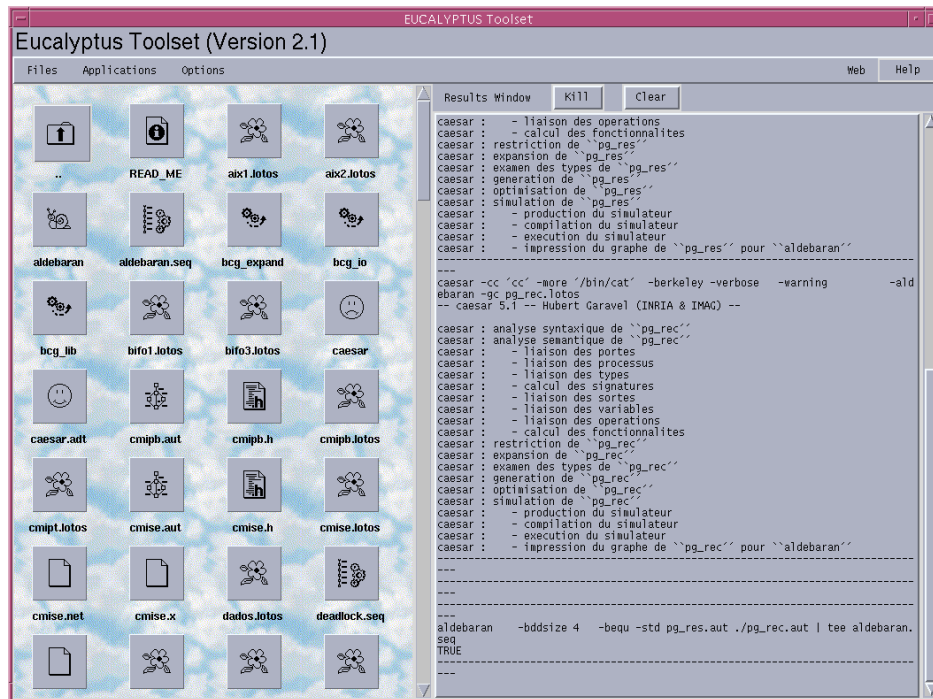 EUCALYPTUS Toolset
Eucalyptus Toolset (Version 2.1)
Files Applications Options Web Help
Results Window Kill Clear
.. READ_ME aix1.lotos aix2.lotos
aldebaran aldebaran.seq bcg_expand bcg_io
bcg_lib bifo1.lotos bifo3.lotos caesar
caesar.adt cmipb.aut cmipb.h cmipb.lotos
cmipt.lotos cmise.aut cmise.h cmise.lotos
cmise.net cmise.x dados.lotos deadlock.seq
caesar :    - liaison des operations
caesar :    - calcul des fonctionnalites
caesar : restriction de ``pg_res´´
caesar : expansion de ``pg_res´´
caesar : examen des types de ``pg_res´´
caesar : generation de ``pg_res´´
caesar : optimisation de ``pg_res´´
caesar : simulation de ``pg_res´´
caesar :    - production du simulateur
caesar :    - compilation du simulateur
caesar :    - execution du simulateur
caesar :    - impression du graphe de ``pg_res´´ pour ``aldebaran´´
---
caesar -cc ´cc´ -more ´/bin/cat´ -berkeley -verbose -warning -ald
ebaran -gc pg_rec.lotos
-- caesar 5.1 -- Hubert Garavel (INRIA & IMAG) --
caesar : analyse syntaxique de ``pg_rec´´
caesar : analyse semantique de ``pg_rec´´
caesar :    - liaison des portes
caesar :    - liaison des processus
caesar :    - liaison des types
caesar :    - calcul des signatures
caesar :    - liaison des sortes
caesar :    - liaison des variables
caesar :    - liaison des operations
caesar :    - calcul des fonctionnalites
caesar : restriction de ``pg_rec´´
caesar : expansion de ``pg_rec´´
caesar : examen des types de ``pg_rec´´
caesar : generation de ``pg_rec´´
caesar : optimisation de ``pg_rec´´
caesar : simulation de ``pg_rec´´
caesar :    - production du simulateur
caesar :    - compilation du simulateur
caesar :    - execution du simulateur
caesar :    - impression du graphe de ``pg_rec´´ pour ``aldebaran´´
---
---
---
aldebaran -bddsize 4 -bequ -std pg_res.aut ./pg_rec.aut | tee aldebaran.
seq
TRUE
---